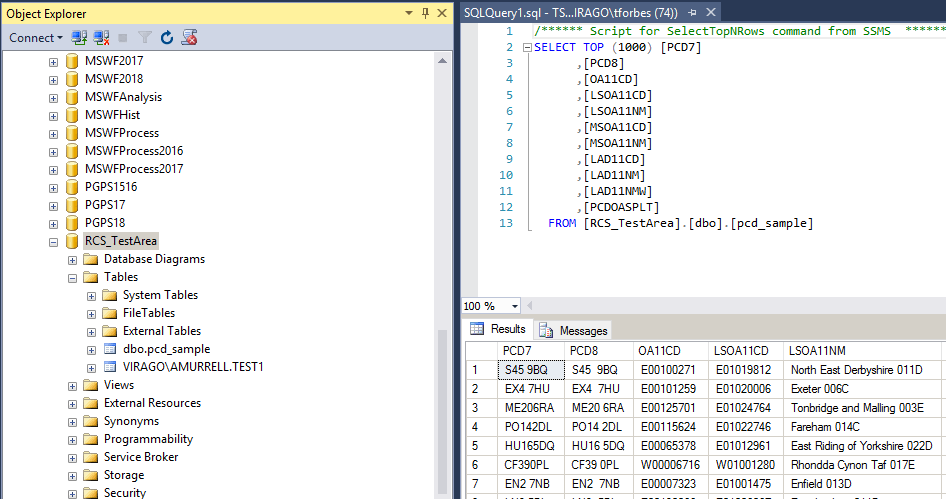 Object Explorer
Connect
MSWF2017
MSWF2018
MSWFAnalysis
MSWFHist
MSWFProcess
MSWFProcess2016
MSWFProcess2017
PGPS1516
PGPS17
PGPS18
RCS_TestArea
Database Diagrams
Tables
System Tables
FileTables
External Tables
dbo.pcd_sample
VIRAGO\AMURRELL.TEST1
Views
External Resources
Synonyms
Programmability
Service Broker
Storage
Security
SQLQuery1.sql - TS...IRAGO\tforbes (74))
1 /****** Script for SelectTopNRows command from SSMS ******
2 SELECT TOP (1000) [PCD7]
3 ,[PCD8]
4 ,[OA11CD]
5 ,[LSOA11CD]
6 ,[LSOA11NM]
7 ,[MSOA11CD]
8 ,[MSOA11NM]
9 ,[LAD11CD]
10 ,[LAD11NM]
11 ,[LAD11NMW]
12 ,[PCDOASPLT]
13 FROM [RCS_TestArea].[dbo].[pcd_sample]
100 %
Results Messages
PCD7 PCD8 OA11CD LSOA11CD LSOA11NM
1 S45 9BQ S45 9BQ E00100271 E01019812 North East Derbyshire 011D
2 EX4 7HU EX4 7HU E00101259 E01020006 Exeter 006C
3 ME206RA ME20 6RA E00125701 E01024764 Tonbridge and Malling 003E
4 PO142DL PO14 2DL E00115624 E01022746 Fareham 014C
5 HU165DQ HU16 5DQ E00065378 E01012961 East Riding of Yorkshire 022D
6 CF390PL CF39 0PL W00006716 W01001280 Rhondda Cynon Taf 017E
7 EN2 7NB EN2 7NB E00007323 E01001475 Enfield 013D